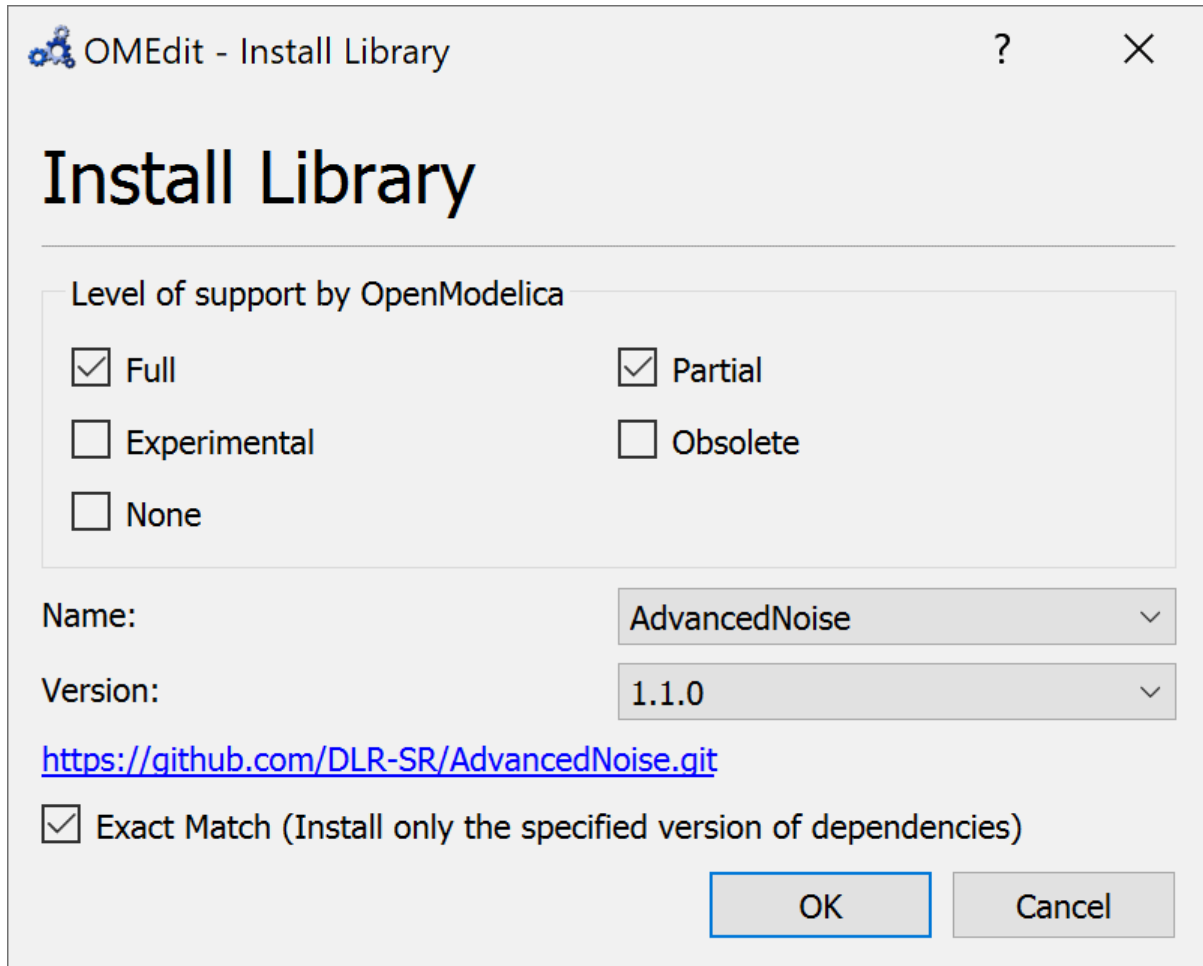 OMEdit - Install Library ?
Install Library
Level of support by OpenModelica
Full Partial
Experimental Obsolete
None
Name: AdvancedNoise
Version: 1.1.0
https://github.com/DLR-SR/AdvancedNoise.git
Exact Match (Install only the specified version of dependencies)
OK Cancel